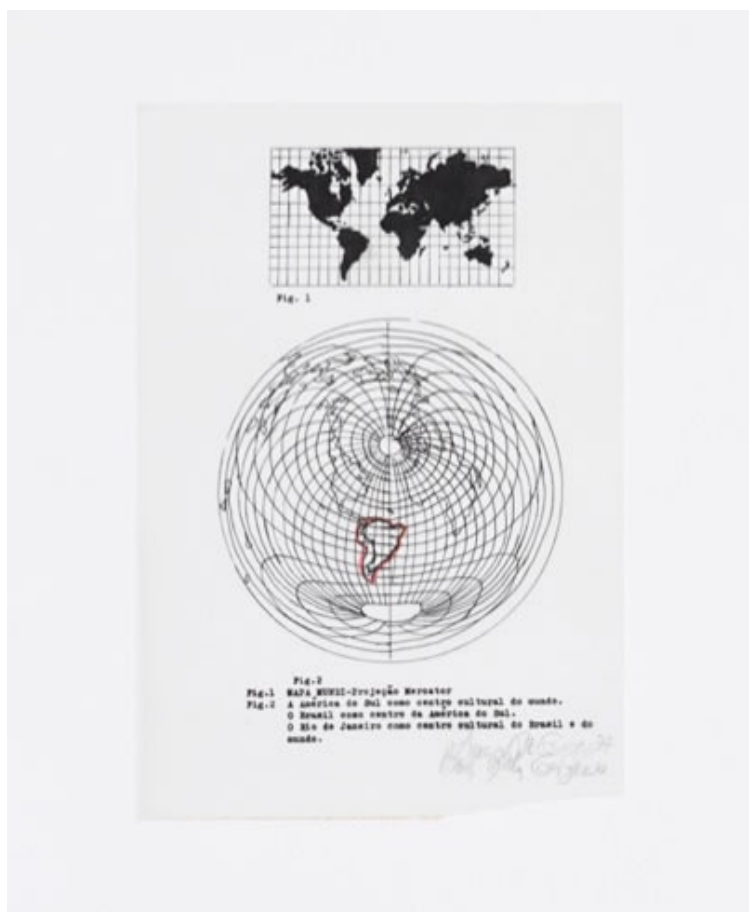 Fig. 1
Fig.2
Fig.1 MAPA MUNDI-Projeção Mercator
Fig.2 A América do Sul como centro cultural do mundo.
O Brasil como centro da América do Sul.
O Rio de Janeiro como centro cultural do Brasil e do
mundo.